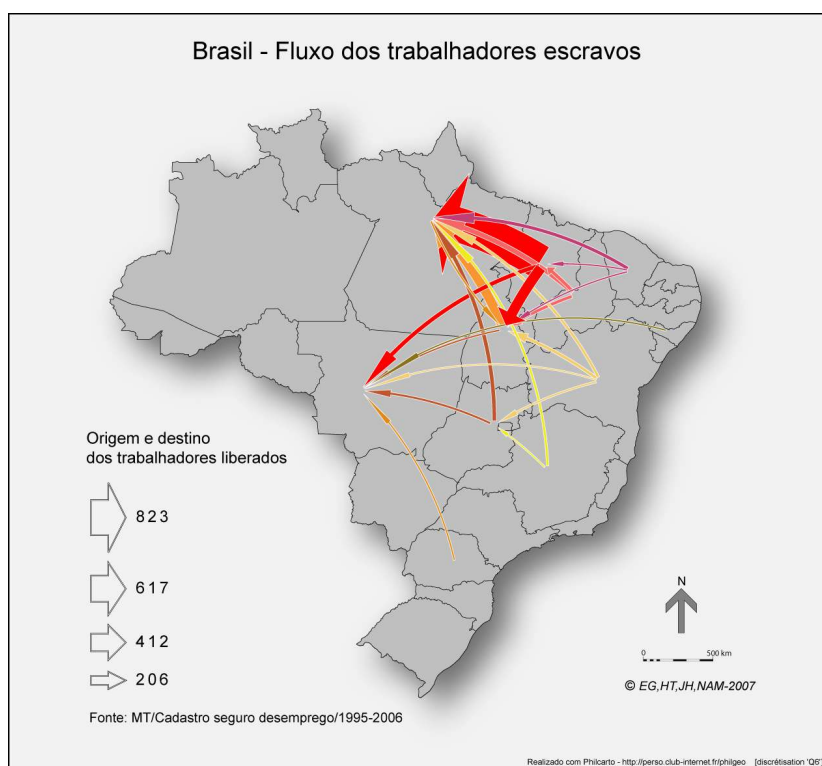 Brasil - Fluxo dos trabalhadores escravos
Origem e destino
dos trabalhadores liberados
823
617
412
206
N
0 500 km
© EG,HT,JH,NAM-2007
Fonte: MT/Cadastro seguro desemprego/1995-2006
Realizado com Philcarto - http://perso.club-internet.fr/philgeo [discrétisation 'Q6']